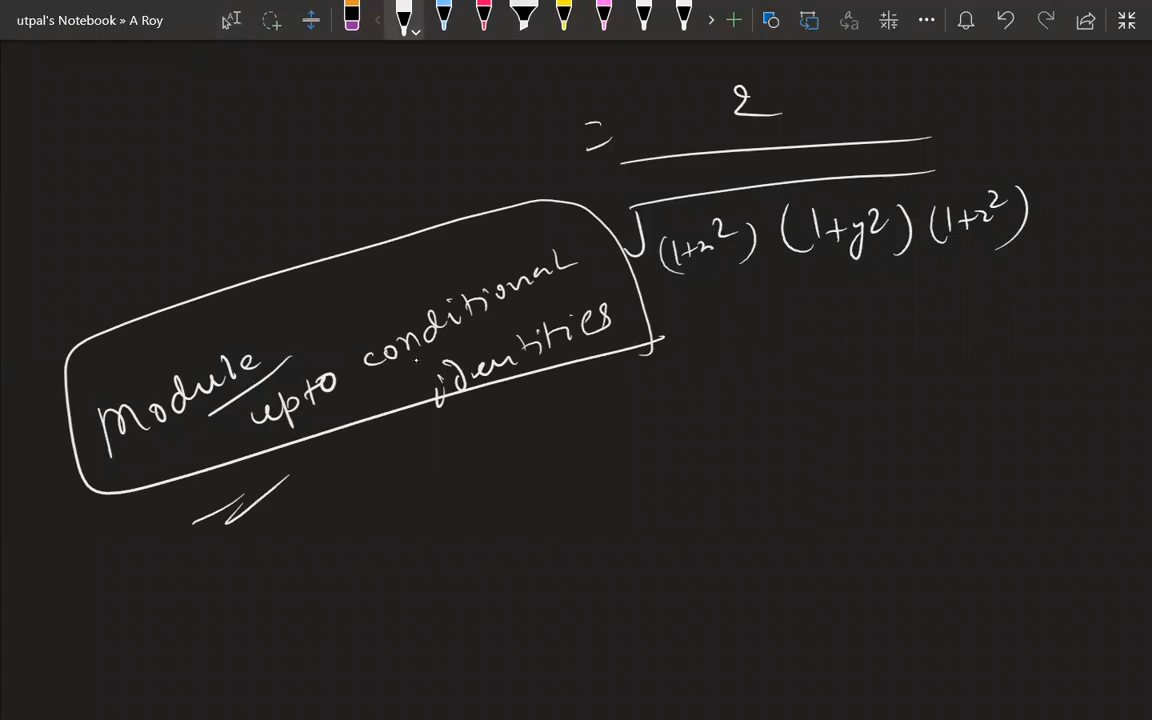 utpal's Notebook » A Roy
= 2
√(1+x²) (1+y2) (1+z²)
Module
upto conditional
identities